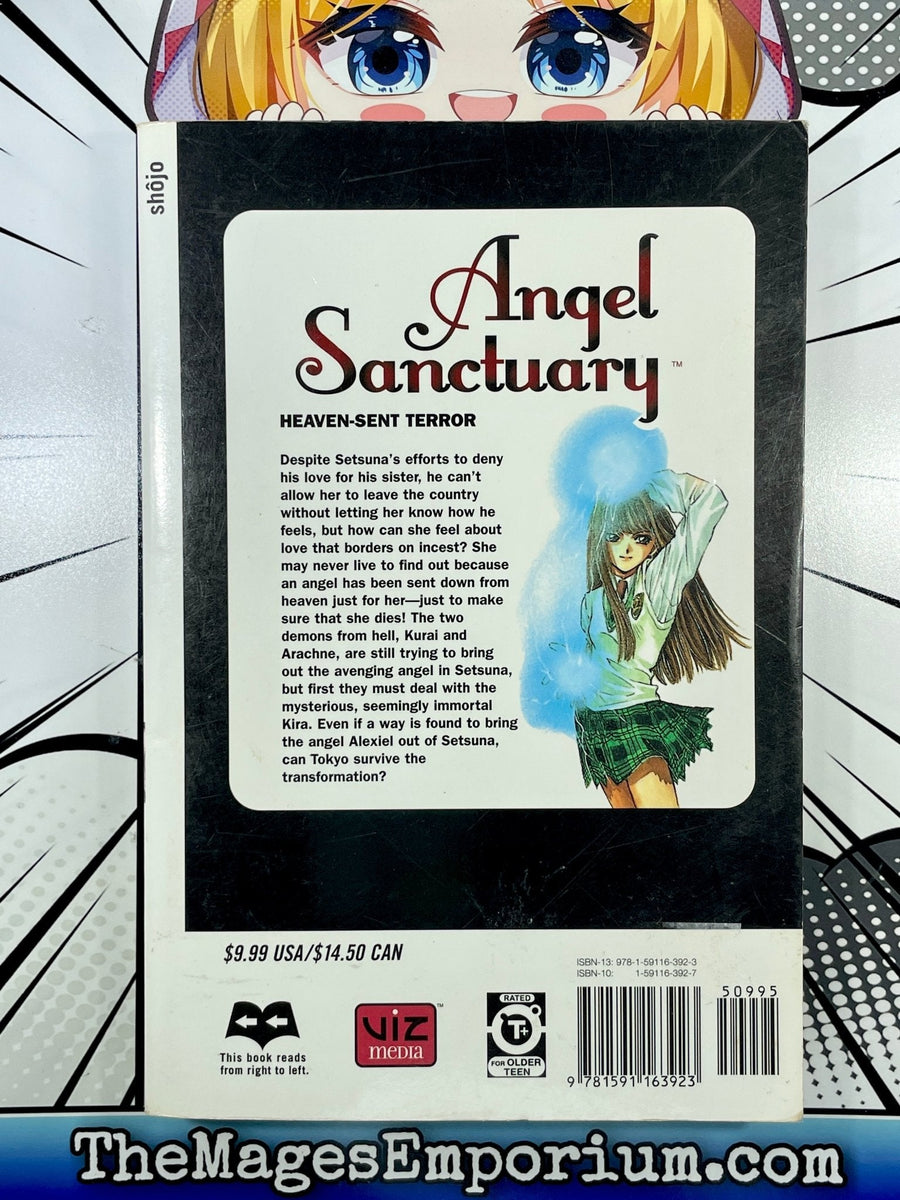 shôjo
Angel
Sanctuary™
HEAVEN-SENT TERROR
Despite Setsuna's efforts to deny
his love for his sister, he can't
allow her to leave the country
without letting her know how he
feels, but how can she feel about
love that borders on incest? She
may never live to find out because
an angel has been sent down from
heaven just for her—just to make
sure that she dies! The two
demons from hell, Kurai and
Arachne, are still trying to bring
out the avenging angel in Setsuna,
but first they must deal with the
mysterious, seemingly immortal
Kira. Even if a way is found to bring
the angel Alexiel out of Setsuna,
can Tokyo survive the
transformation?
$9.99 USA/$14.50 CAN
ISBN-13: 978-1-59116-392-3
ISBN-10: 1-59116-392-7
50995
This book reads
from right to left.
VIZ
MEDIA™
RATED
T+
FOR OLDER
TEEN
9 781591 163923
TheMagesEmporium.com